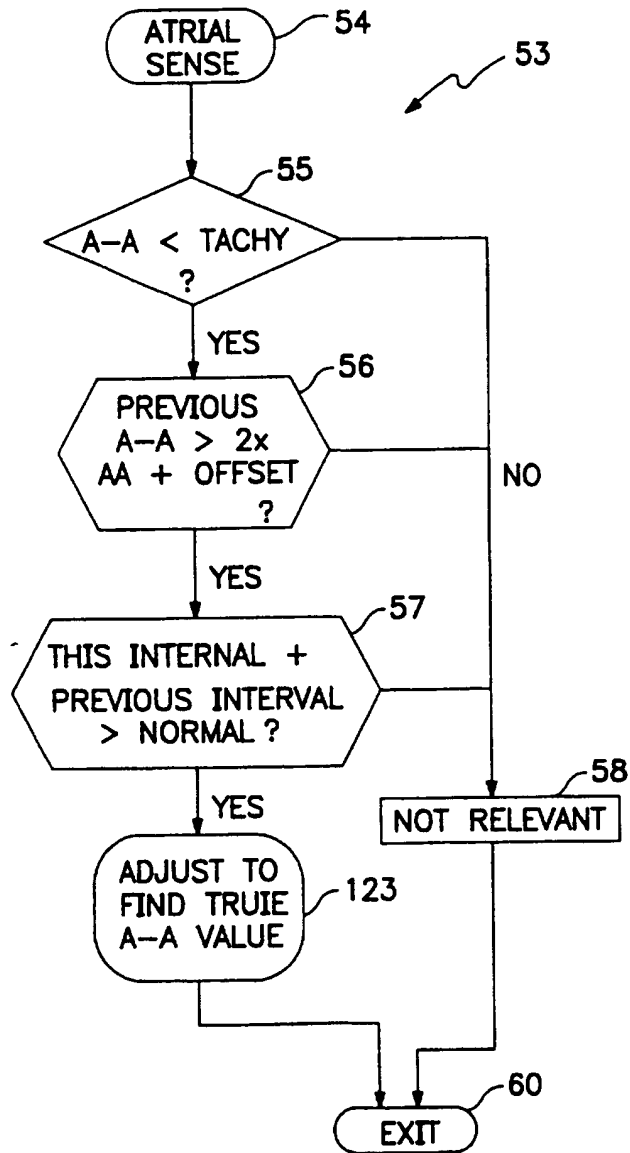 ATRIAL
SENSE
54
53
55
A-A < TACHY
?
YES
56
PREVIOUS
A-A > 2x
AA + OFFSET
?
NO
YES
57
THIS INTERNAL +
PREVIOUS INTERVAL
> NORMAL ?
YES
58
NOT RELEVANT
ADJUST TO
FIND TRUIE
A-A VALUE
123
60
EXIT